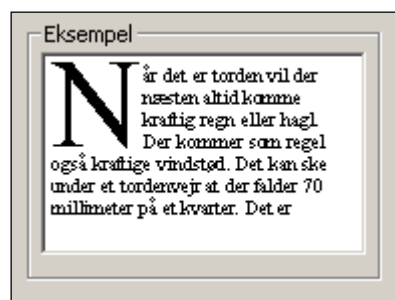 Eksempel
Når det er torden vil der
næsten altid komme
kraftig regn eller hagl.
Der kommer som regel
også kraftige vindstød. Det kan ske
under et tordenvejr at der falder 70
millimeter på et kvarter. Det er